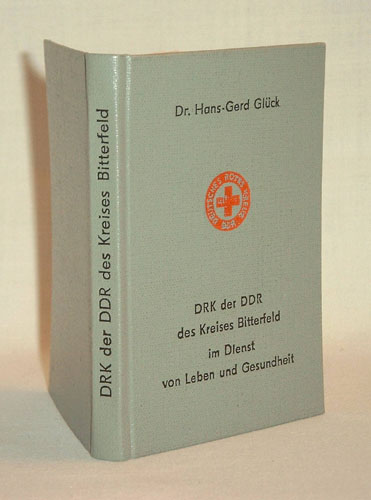 DRK der DDR des Kreises Bitterfeld
Dr. Hans-Gerd Glück
DEUTSCHES ROTES KREUZ
DDR
DRK der DDR
des Kreises Bitterfeld
im Dienst
von Leben und Gesundheit